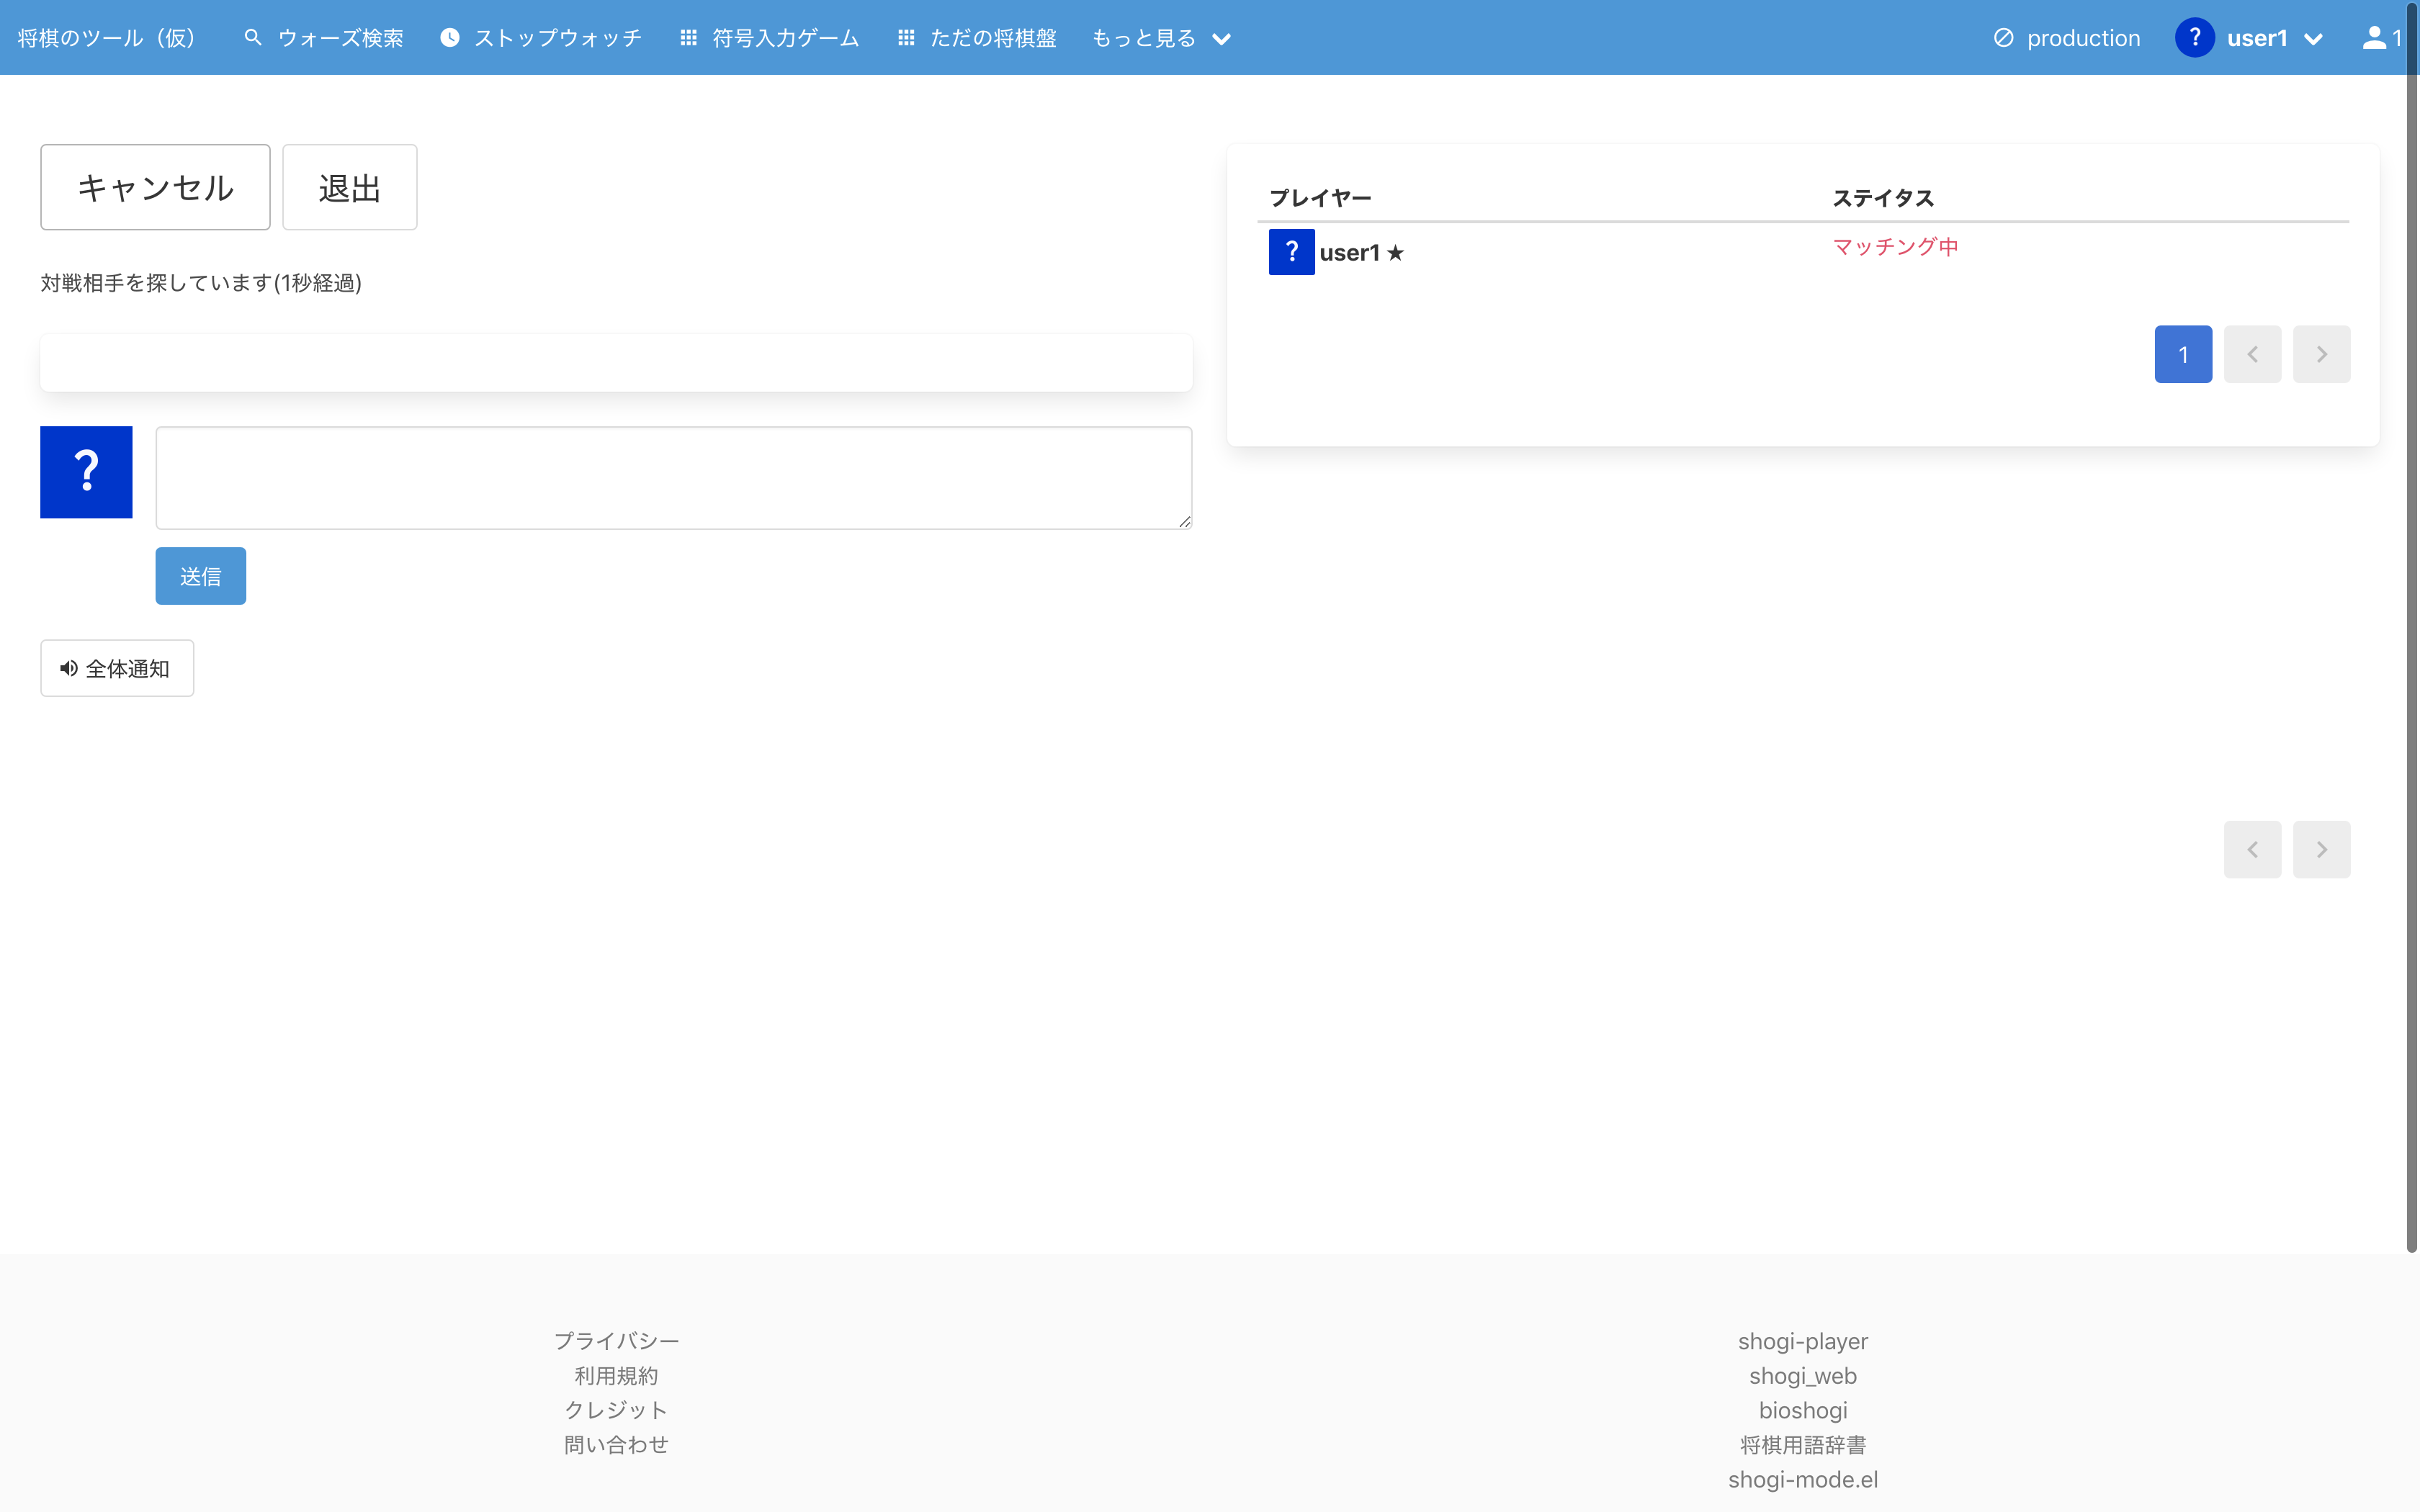 将棋のツール（仮） ウォーズ検索 ストップウォッチ 符号入力ゲーム ただの将棋盤 もっと見る production ? user1 1
キャンセル 退出
対戦相手を探しています(1秒経過)
?
送信
全体通知
プレイヤー ステイタス
? user1 ★ マッチング中
1
プライバシー
利用規約
クレジット
問い合わせ
shogi-player
shogi_web
bioshogi
将棋用語辞書
shogi-mode.el